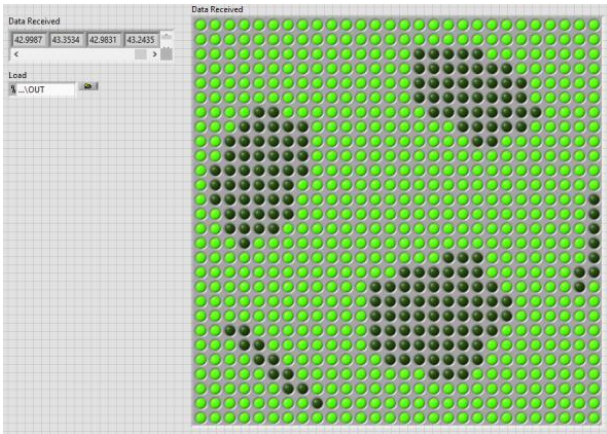 Data Received
Data Received
42.9987 43.3534 42.9831 43.2435
Load
...\OUT